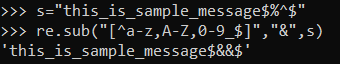 >>> s="this_is_sample_message$%^$"
>>> re.sub("[^a-z,A-Z,0-9_$]","&",s)
'this_is_sample_message$&&$'